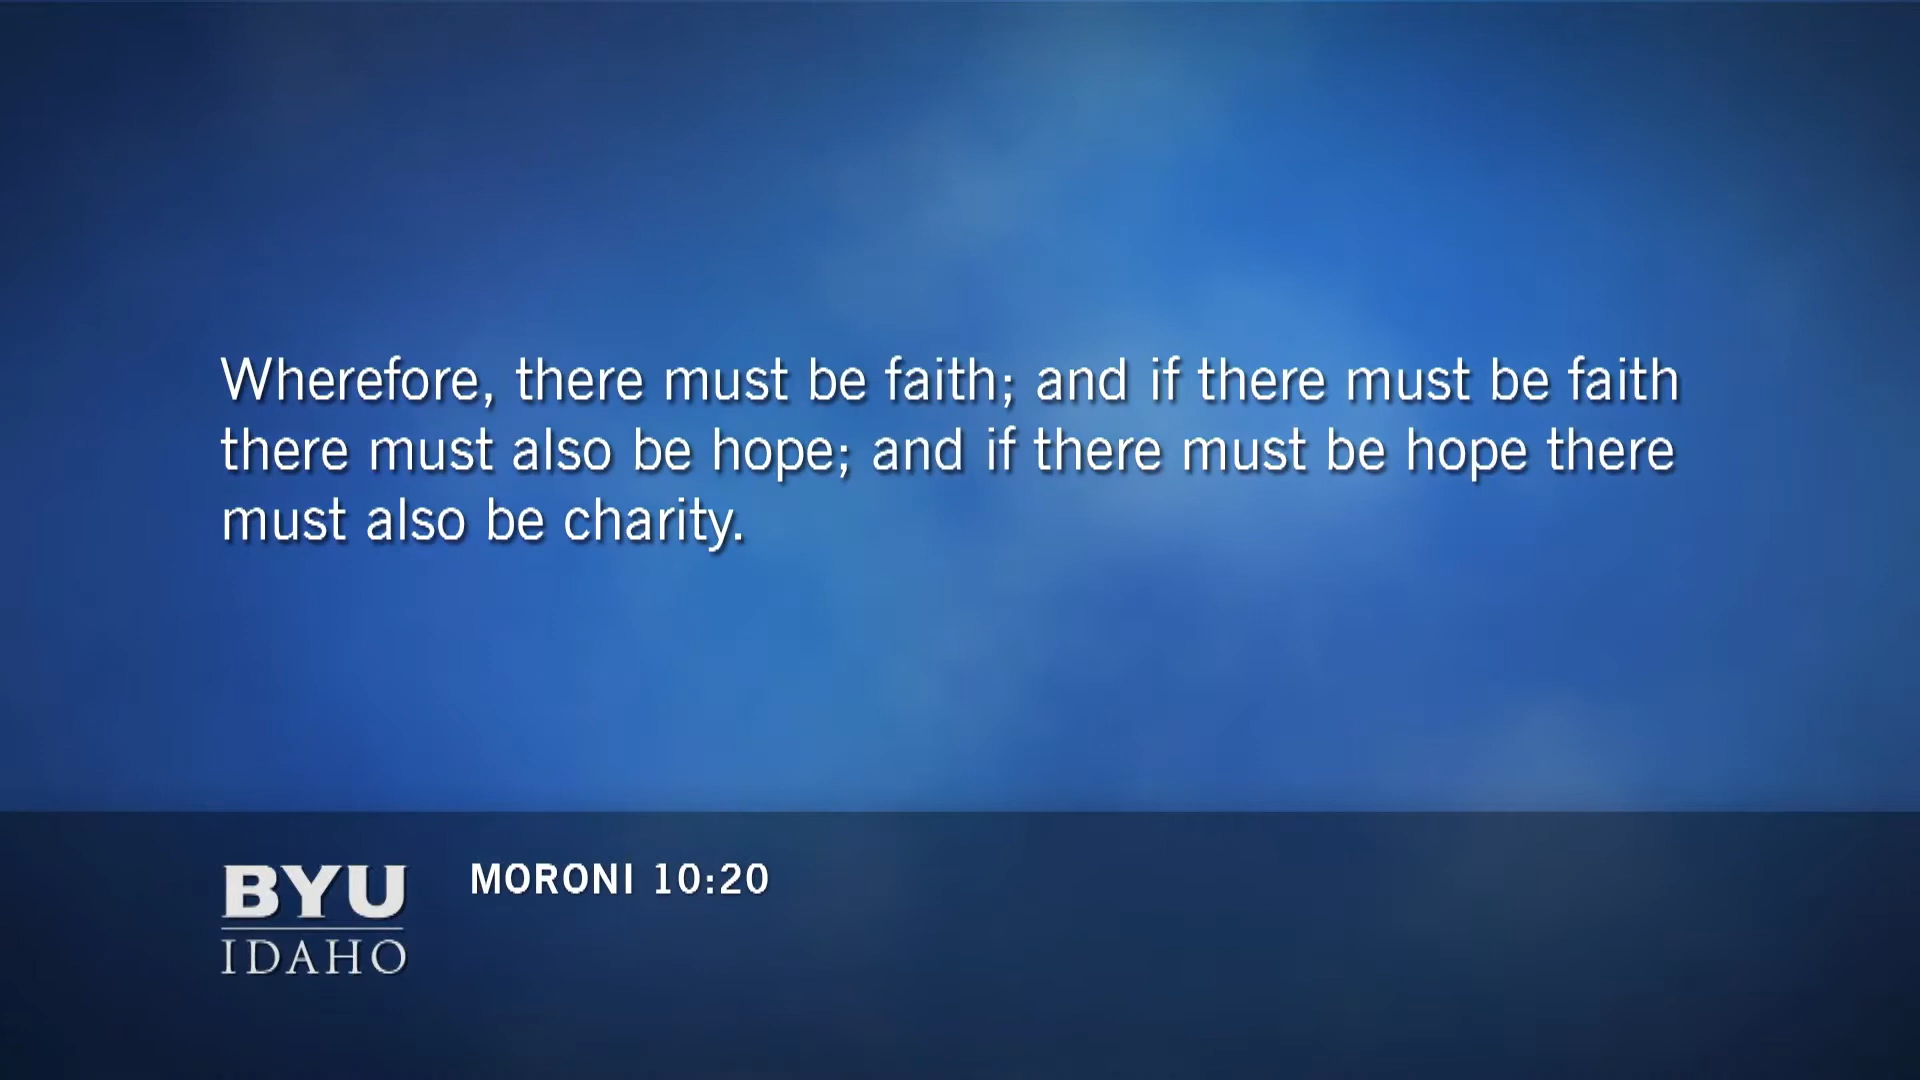 Wherefore, there must be faith; and if there must be faith
there must also be hope; and if there must be hope there
must also be charity.
BYU
IDAHO
MORONI 10:20